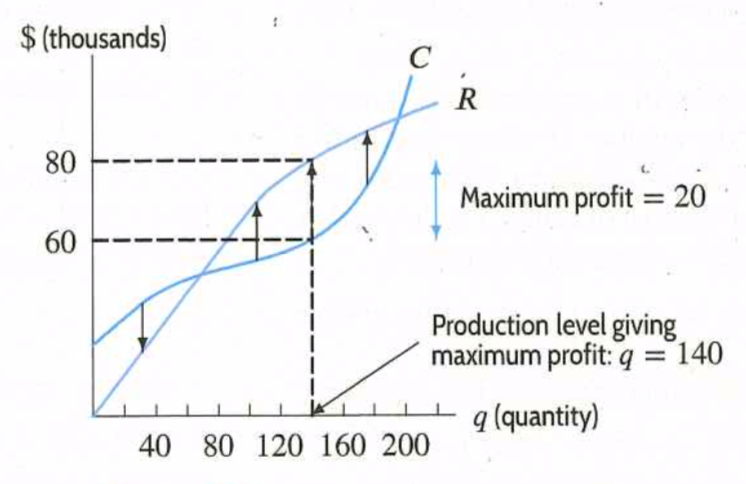 $ (thousands)
C
R
80
Maximum profit = 20
60
Production level giving
maximum profit: q = 140
q (quantity)
40 80 120 160 200